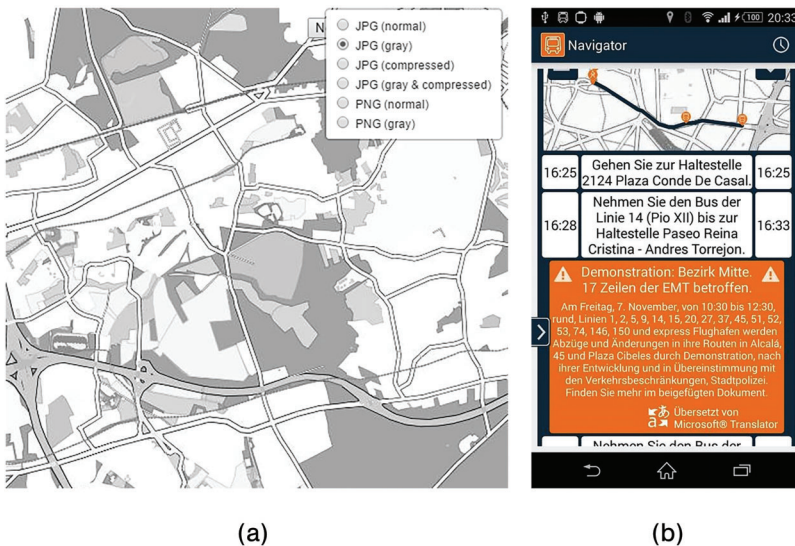 N
JPG (normal)
JPG (gray)
JPG (compressed)
JPG (gray & compressed)
PNG (normal)
PNG (gray)
(a)
100 20:33
Navigator
16:25 Gehen Sie zur Haltestelle 16:25
2124 Plaza Conde De Casal.
Nehmen Sie den Bus der
16:28 Linie 14 (Pio XII) bis zur 16:33
Haltestelle Paseo Reina
Cristina - Andres Torrejon.
Demonstration: Bezirk Mitte.
17 Zeilen der EMT betroffen.
Am Freitag, 7. November, von 10:30 bis 12:30,
rund, Linien 1, 2, 5, 9, 14, 15, 20, 27, 37, 45, 51, 52,
53, 74, 146, 150 und express Flughafen werden
Abzüge und Änderungen in ihre Routen in Alcalá,
45 und Plaza Cibeles durch Demonstration, nach
ihrer Entwicklung und in Übereinstimmung mit
den Verkehrsbeschränkungen, Stadtpolizei.
Finden Sie mehr im beigefügten Dokument.
Übersetzt von
Microsoft® Translator
Nehmen Sie den Bus der
(b)